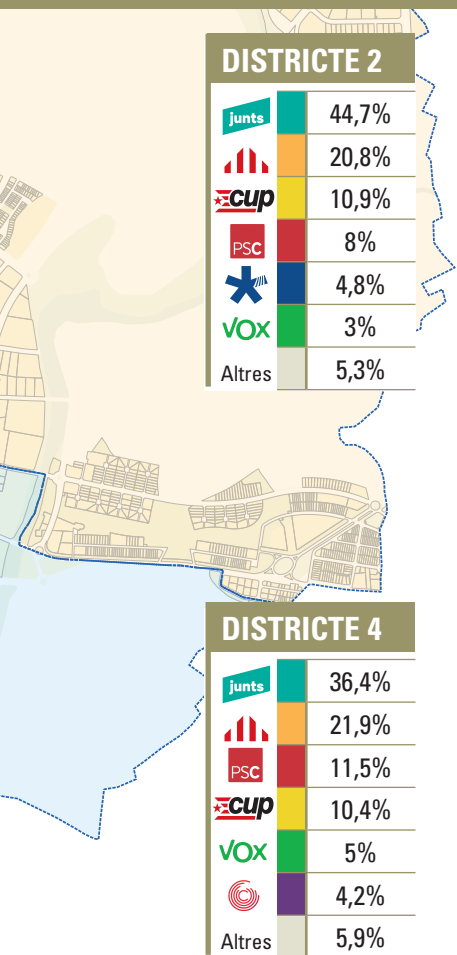 DISTRICTE 2
junts 44,7%
20,8%
cup 10,9%
PSC 8%
4,8%
VOX 3%
Altres 5,3%
DISTRICTE 4
junts 36,4%
21,9%
PSC 11,5%
cup 10,4%
VOX 5%
4,2%
Altres 5,9%